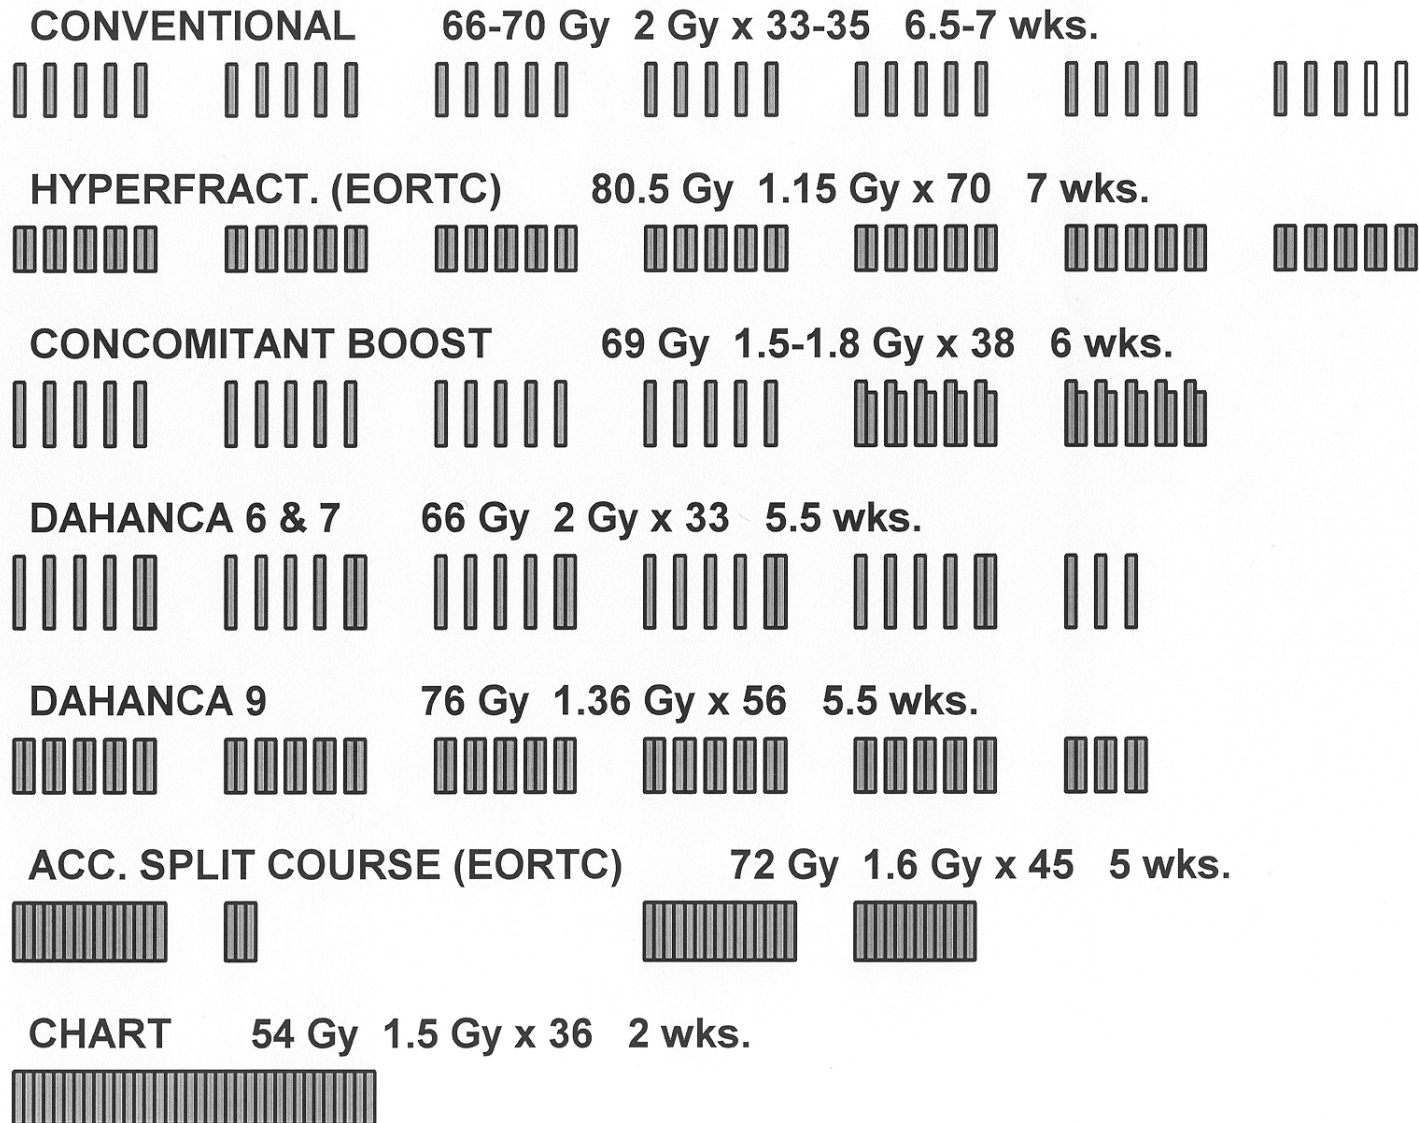 CONVENTIONAL 66-70 Gy 2 Gy x 33-35 6.5-7 wks.
HYPERFRACT. (EORTC) 80.5 Gy 1.15 Gy x 70 7 wks.
CONCOMITANT BOOST 69 Gy 1.5-1.8 Gy x 38 6 wks.
DAHANCA 6 & 7 66 Gy 2 Gy x 33 5.5 wks.
DAHANCA 9 76 Gy 1.36 Gy x 56 5.5 wks.
ACC. SPLIT COURSE (EORTC) 72 Gy 1.6 Gy x 45 5 wks.
CHART 54 Gy 1.5 Gy x 36 2 wks.